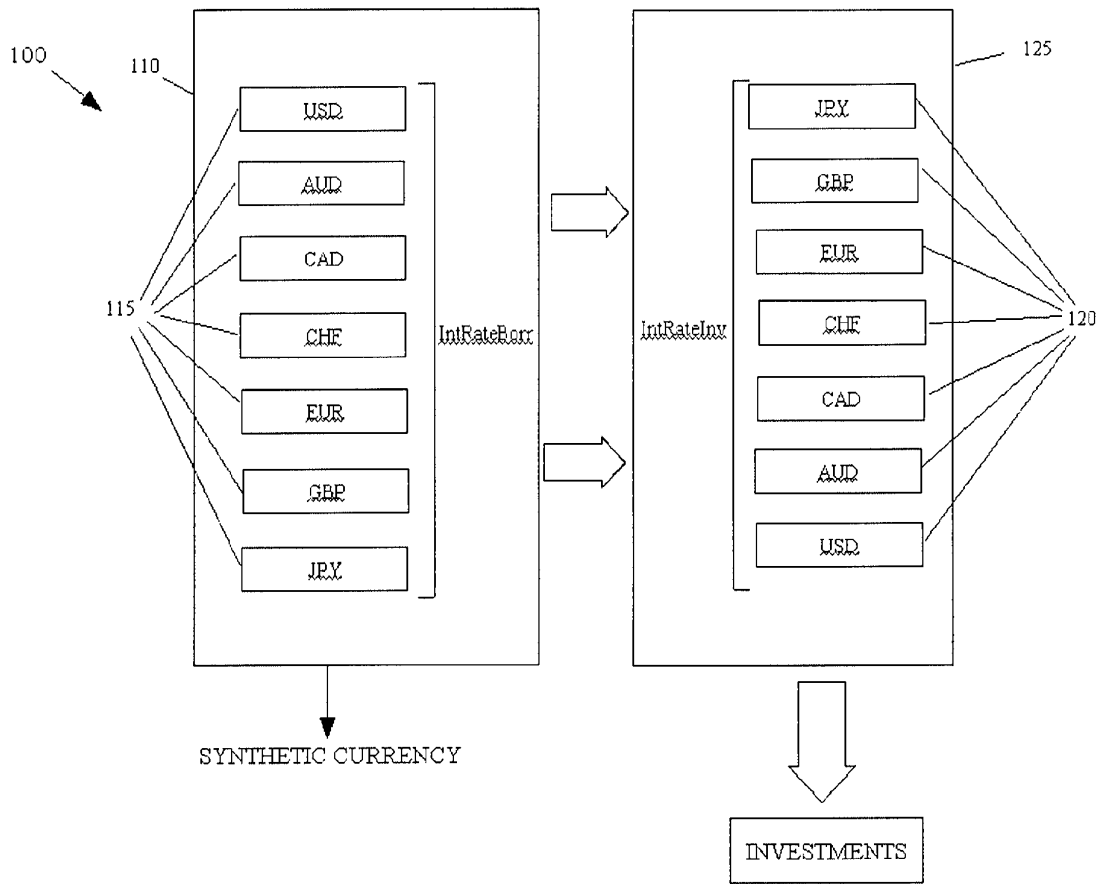 100
110
125
USD
AUD
CAD
CHF
EUR
GBP
JPY
115
IntRateBorr
IntRateInv
JPY
GBP
EUR
CHF
CAD
AUD
USD
120
SYNTHETIC CURRENCY
INVESTMENTS